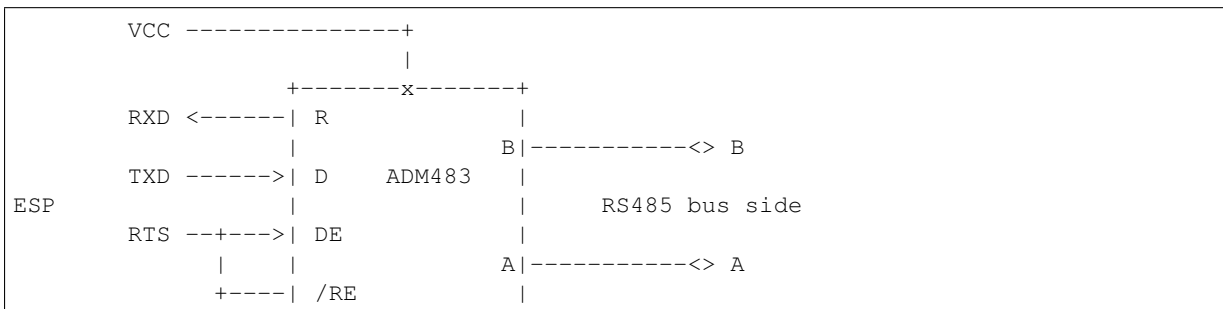 VCC ---------------+
                   |
           +-------x-------+
RXD <------| R             |
           |              B|-----------<> B
TXD ------>| D    ADM483   |
ESP        |               |     RS485 bus side
RTS --+--->| DE            |
      |    |              A|-----------<> A
      +----| /RE           |